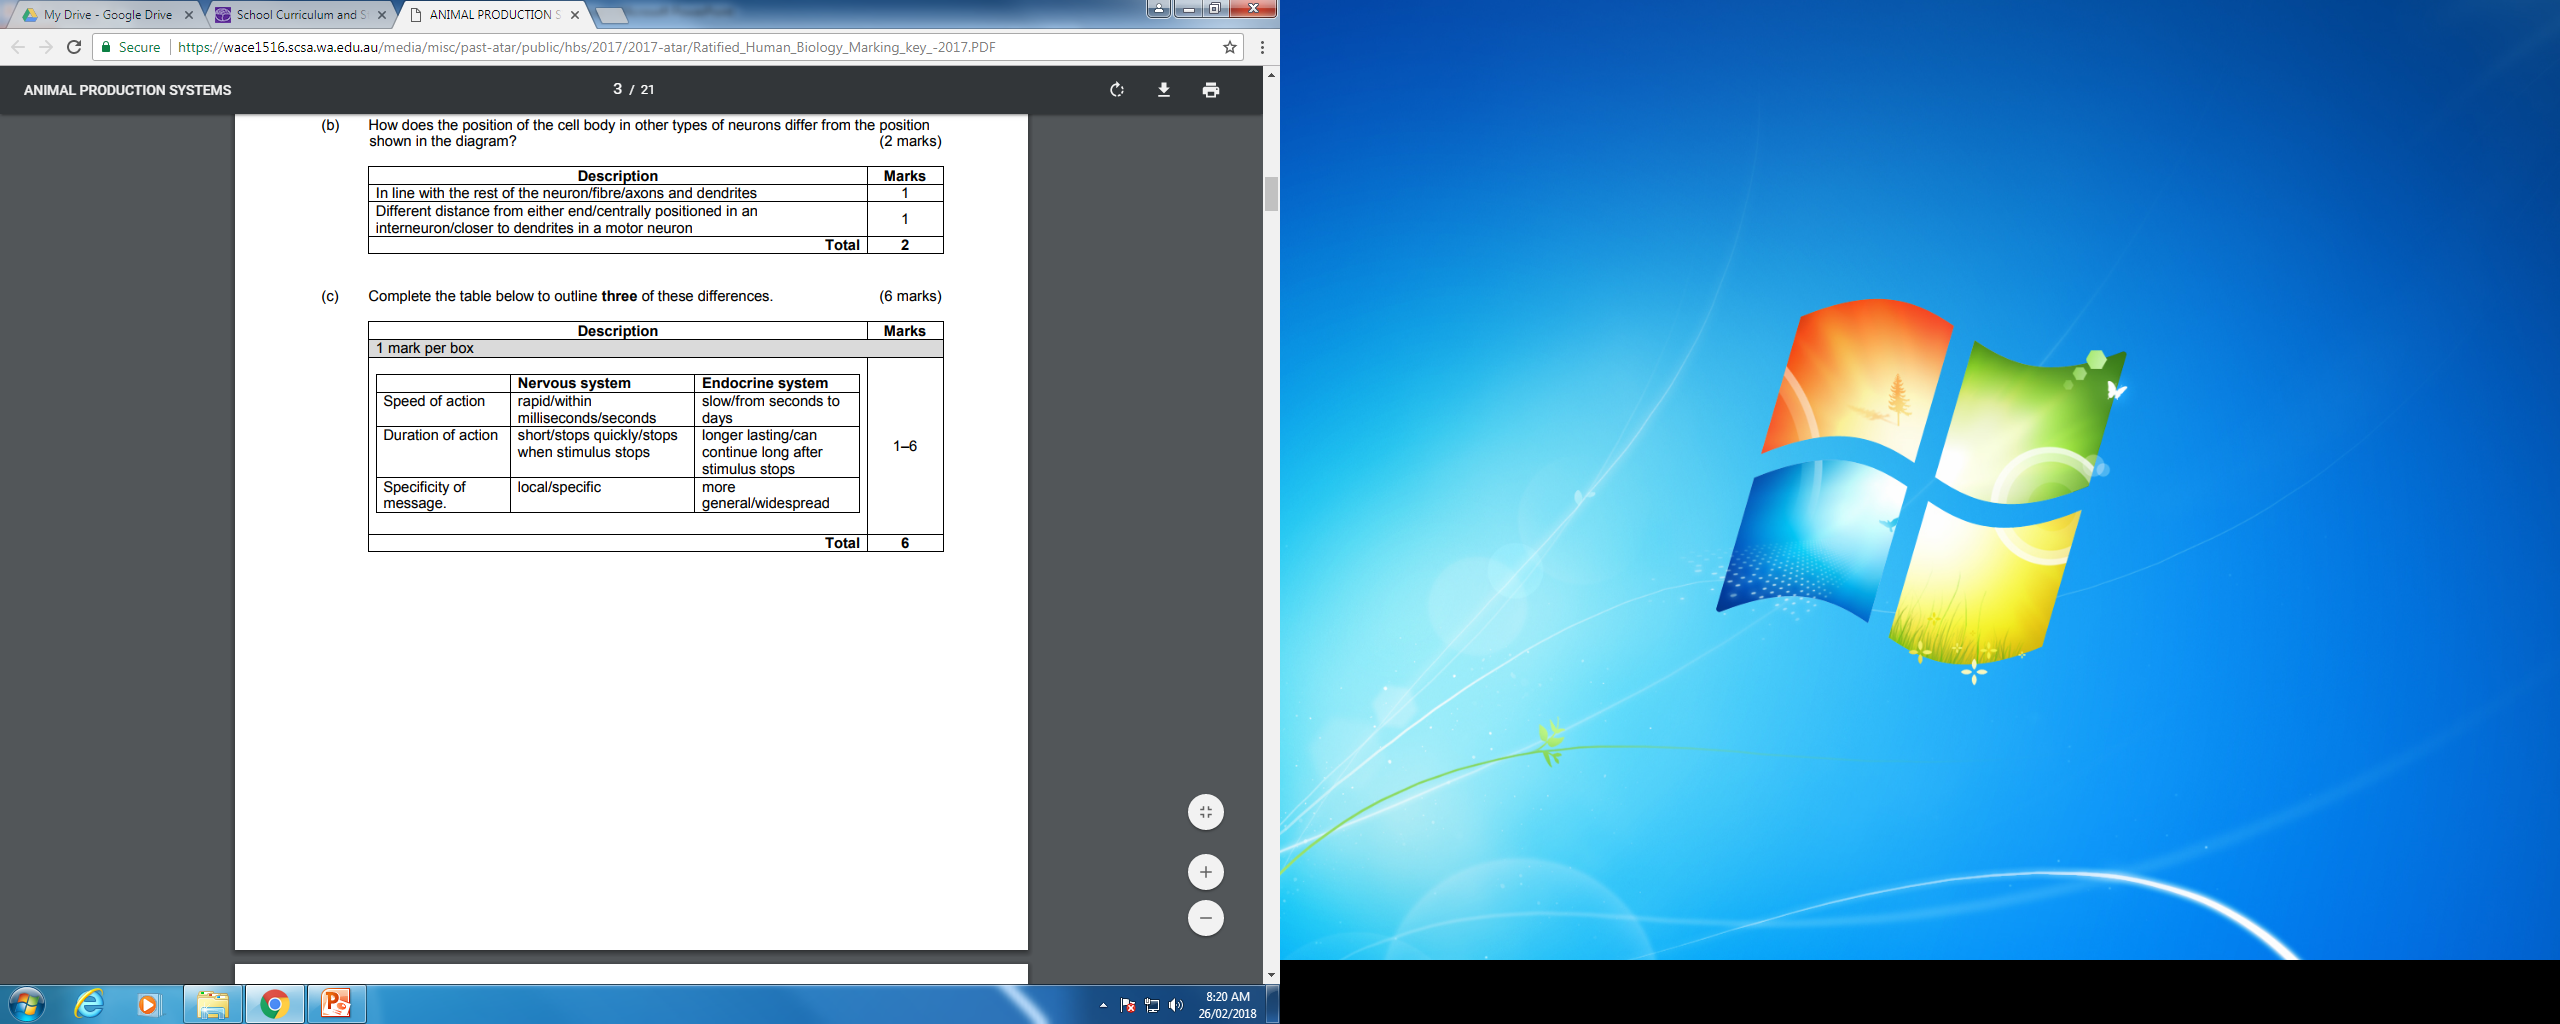 My Drive - Google Drive
School Curriculum and S
ANIMAL PRODUCTION S
Secure https://wace1516.scsa.wa.edu.au/media/misc/past-atar/public/hbs/2017/2017-atar/Ratified_Human_Biology_Marking_key_-2017.PDF
ANIMAL PRODUCTION SYSTEMS 3 / 21
(b) How does the position of the cell body in other types of neurons differ from the position
shown in the diagram? (2 marks)
Description Marks
In line with the rest of the neuron/fibre/axons and dendrites 1
Different distance from either end/centrally positioned in an
interneuron/closer to dendrites in a motor neuron 1
Total 2
(c) Complete the table below to outline three of these differences. (6 marks)
Description Marks
1 mark per box
Nervous system Endocrine system
Speed of action rapid/within slow/from seconds to
milliseconds/seconds days
Duration of action short/stops quickly/stops longer lasting/can
when stimulus stops continue long after
stimulus stops
1–6
Specificity of local/specific more
message. general/widespread
Total 6
8:20 AM
26/02/2018